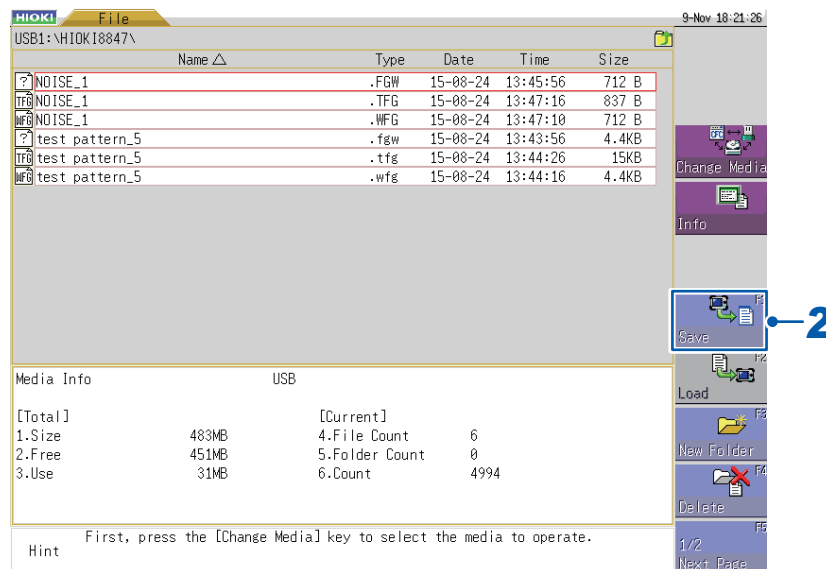 HIOKI File 9-Nov 18:21:26
USB1:\HIOKI8847\
Name △ Type Date Time Size
? NOISE_1 .FGW 15-08-24 13:45:56 712 B
TFG NOISE_1 .TFG 15-08-24 13:47:16 837 B
WFG NOISE_1 .WFG 15-08-24 13:47:10 712 B
? test pattern_5 .fgw 15-08-24 13:43:56 4.4KB
TFG test pattern_5 .tfg 15-08-24 13:44:26 15KB
WFG test pattern_5 .wfg 15-08-24 13:44:16 4.4KB
Change Media
Info
F1
Save
2
F2
Load
F3
New Folder
F4
Delete
F5
1/2
Next Page
Media Info USB
[Total] [Current]
1.Size 483MB 4.File Count 6
2.Free 451MB 5.Folder Count 0
3.Use 31MB 6.Count 4994
First, press the [Change Media] key to select the media to operate.
Hint